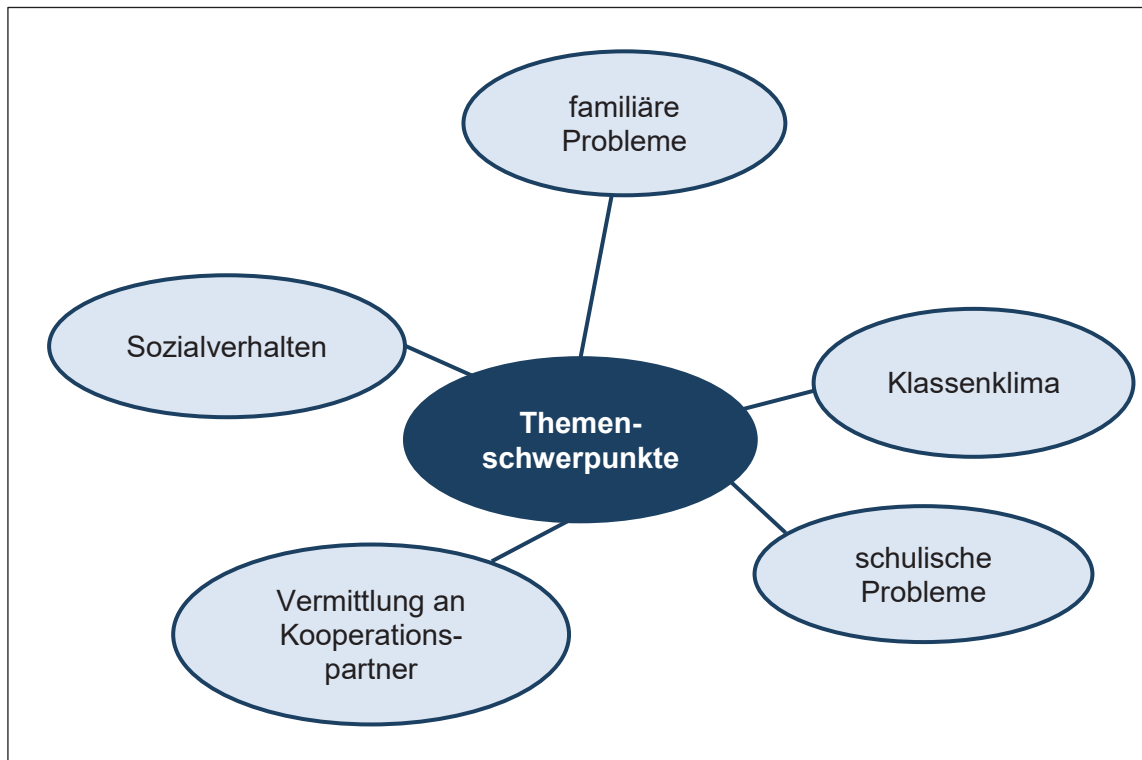 familiäre
Probleme
Sozialverhalten
Klassenklima
Themen-
schwerpunkte
schulische
Probleme
Vermittlung an
Kooperations-
partner